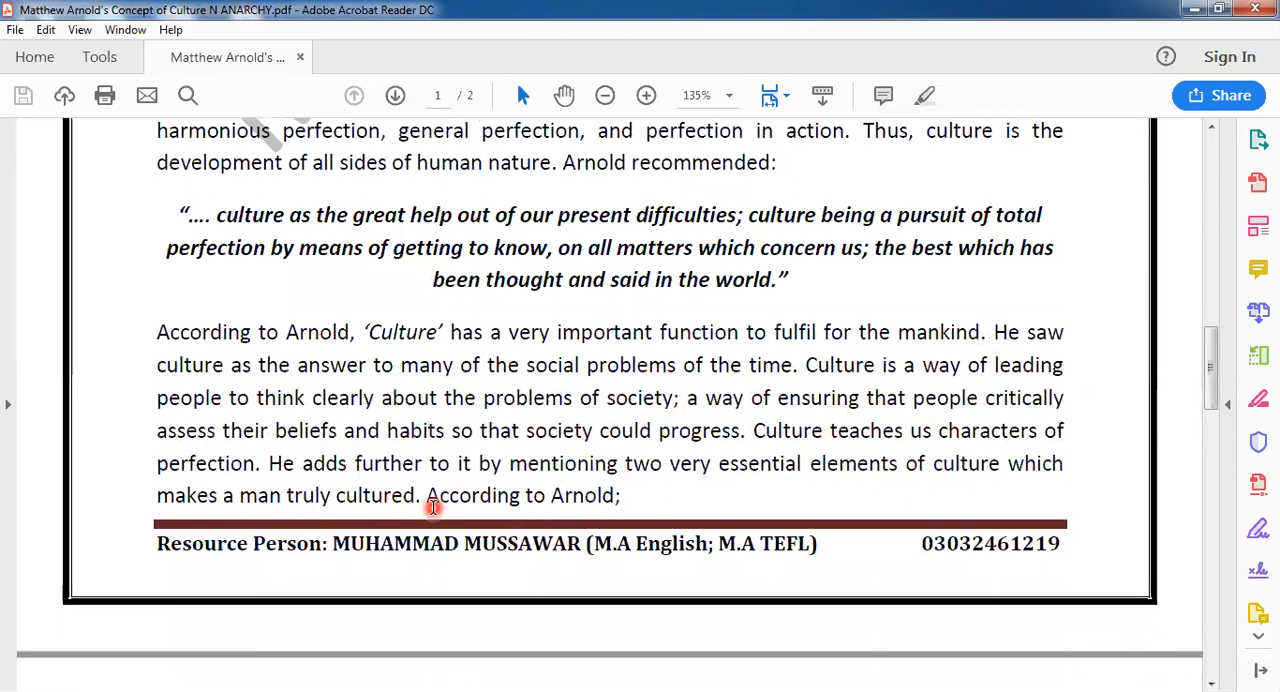 Matthew Arnold's Concept of Culture N ANARCHY.pdf - Adobe Acrobat Reader DC
File Edit View Window Help
Home Tools Matthew Arnold's ... × Sign In
1 / 2 135% Share
harmonious perfection, general perfection, and perfection in action. Thus, culture is the
development of all sides of human nature. Arnold recommended:
“.... culture as the great help out of our present difficulties; culture being a pursuit of total
perfection by means of getting to know, on all matters which concern us; the best which has
been thought and said in the world.”
According to Arnold, ‘Culture’ has a very important function to fulfil for the mankind. He saw
culture as the answer to many of the social problems of the time. Culture is a way of leading
people to think clearly about the problems of society; a way of ensuring that people critically
assess their beliefs and habits so that society could progress. Culture teaches us characters of
perfection. He adds further to it by mentioning two very essential elements of culture which
makes a man truly cultured. According to Arnold;
Resource Person: MUHAMMAD MUSSAWAR (M.A English; M.A TEFL) 03032461219